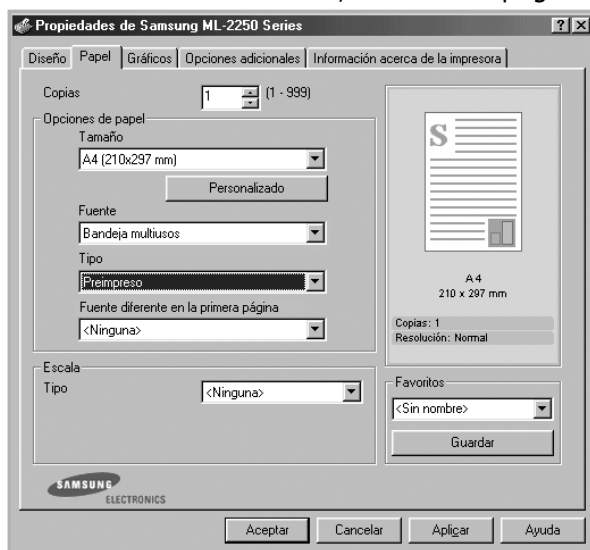 Propiedades de Samsung ML-2250 Series
Diseño Papel Gráficos Opciones adicionales Información acerca de la impresora
Copias 1 (1 - 999)
Opciones de papel
Tamaño
A4 (210x297 mm)
Personalizado
Fuente
Bandeja multiusos
Tipo
Preimpreso
Fuente diferente en la primera página
<Ninguna>
Escala
Tipo <Ninguna>
S
A4
210 x 297 mm
Copias: 1
Resolución: Normal
Favoritos
<Sin nombre>
Guardar
SAMSUNG
ELECTRONICS
Aceptar Cancelar Aplicar Ayuda